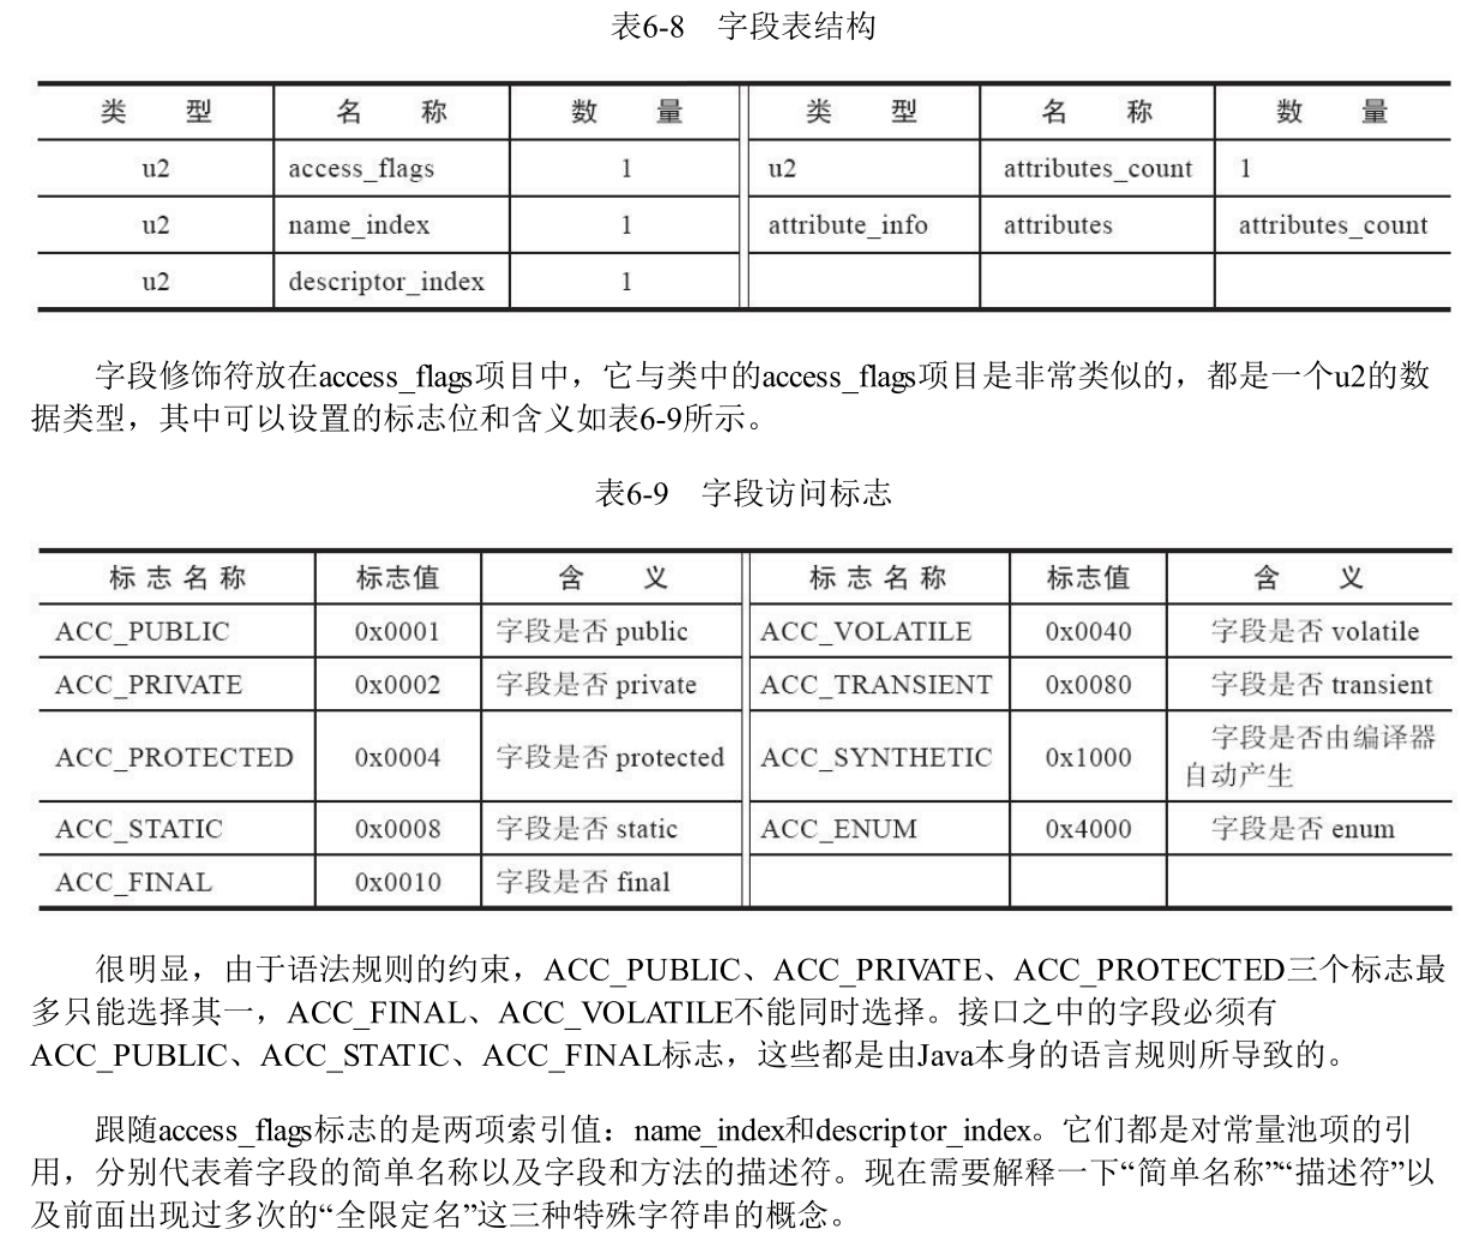 表6-8 字段表结构
类 型 名 称 数 量 类 型 名 称 数 量
u2 access_flags 1 u2 attributes_count 1
u2 name_index 1 attribute_info attributes attributes_count
u2 descriptor_index 1
字段修饰符放在access_flags项目中，它与类中的access_flags项目是非常类似的，都是一个u2的数
据类型，其中可以设置的标志位和含义如表6-9所示。
表6-9 字段访问标志
标 志 名 称 标志值 含 义 标 志 名 称 标志值 含 义
ACC_PUBLIC 0x0001 字段是否 public ACC_VOLATILE 0x0040 字段是否 volatile
ACC_PRIVATE 0x0002 字段是否 private ACC_TRANSIENT 0x0080 字段是否 transient
ACC_PROTECTED 0x0004 字段是否 protected ACC_SYNTHETIC 0x1000 字段是否由编译器
自动产生
ACC_STATIC 0x0008 字段是否 static ACC_ENUM 0x4000 字段是否 enum
ACC_FINAL 0x0010 字段是否 final
很明显，由于语法规则的约束，ACC_PUBLIC、ACC_PRIVATE、ACC_PROTECTED三个标志最
多只能选择其一，ACC_FINAL、ACC_VOLATILE不能同时选择。接口之中的字段必须有
ACC_PUBLIC、ACC_STATIC、ACC_FINAL标志，这些都是由Java本身的语言规则所导致的。
跟随access_flags标志的是两项索引值：name_index和descriptor_index。它们都是对常量池项的引
用，分别代表着字段的简单名称以及字段和方法的描述符。现在需要解释一下“简单名称”“描述符”以
及前面出现过多次的“全限定名”这三种特殊字符串的概念。